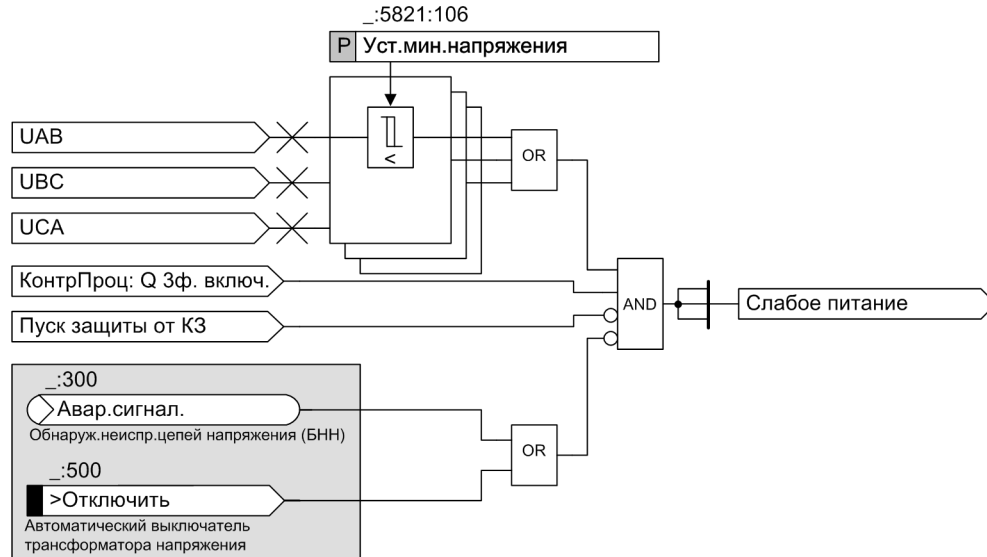 _:5821:106
P Уст.мин.напряжения
UAB
<
OR
UBC
UCA
КонтрПроц: Q 3ф. включ.
AND
Слабое питание
Пуск защиты от КЗ
_:300
Авар.сигнал.
Обнаруж.неиспр.цепей напряжения (БНН)
OR
_:500
>Отключить
Автоматический выключатель
трансформатора напряжения